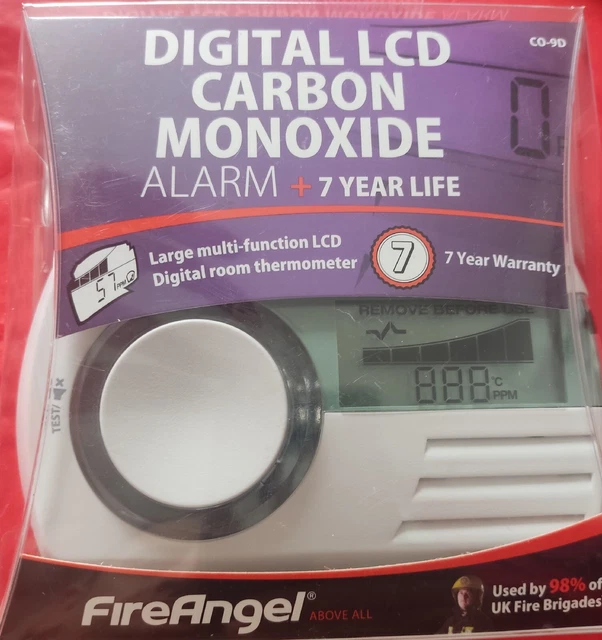 DIGITAL LCD
CO-9D
CARBON
MONOXIDE
ALARM + 7 YEAR LIFE
Large multi-function LCD
Digital room thermometer
7
7 Year Warranty
57
REMOVE BEFORE USE
888 °C
PPM
TEST/
FireAngel®
ABOVE ALL
Used by 98% of
UK Fire Brigades